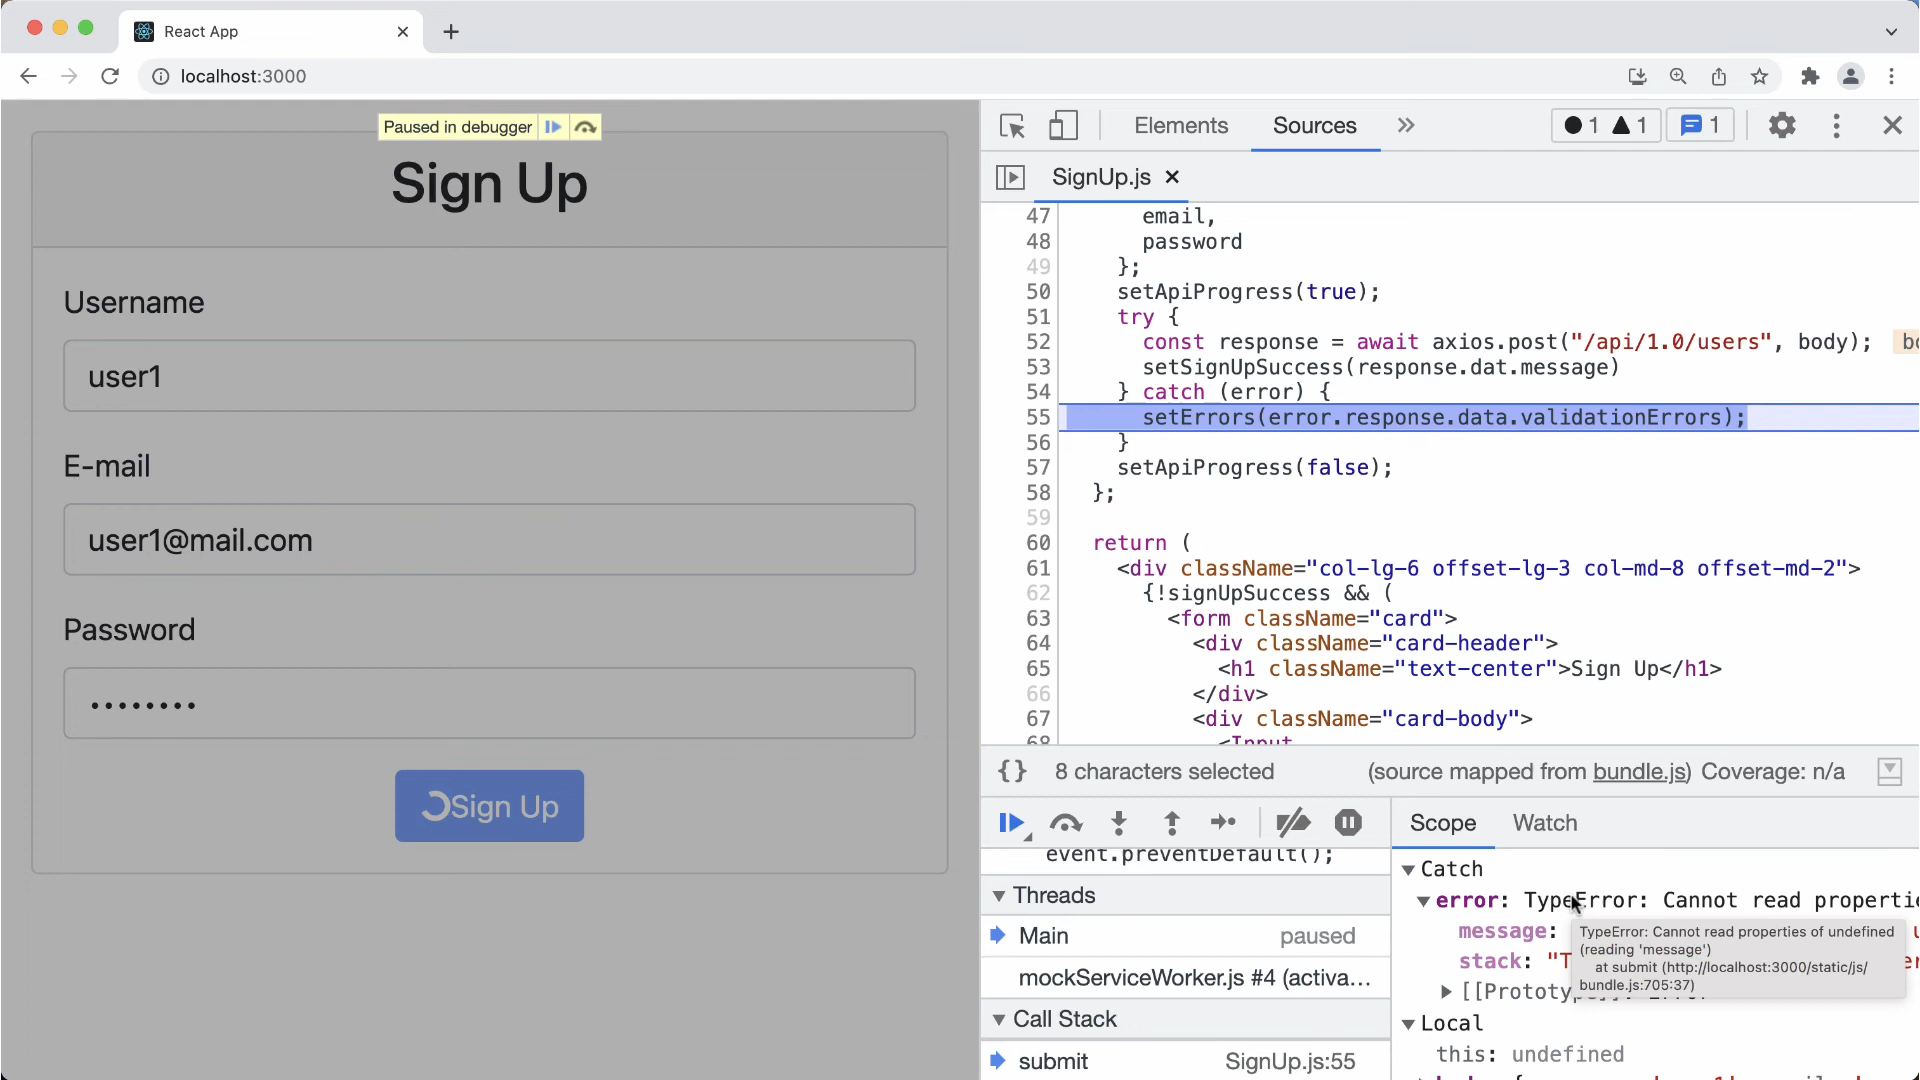 React App
localhost:3000
Paused in debugger
Sign Up
Username
user1
E-mail
user1@mail.com
Password
••••••••
Sign Up
Elements
Sources
1
1
1
SignUp.js
47 email,
48 password
49 };
50 setApiProgress(true);
51 try {
52 const response = await axios.post("/api/1.0/users", body);
53 setSignUpSuccess(response.dat.message)
54 } catch (error) {
55 setErrors(error.response.data.validationErrors);
56 }
57 setApiProgress(false);
58 };
59
60 return (
61 <div className="col-lg-6 offset-lg-3 col-md-8 offset-md-2">
62 {!signUpSuccess && (
63 <form className="card">
64 <div className="card-header">
65 <h1 className="text-center">Sign Up</h1>
66 </div>
67 <div className="card-body">
68 <Input
{} 8 characters selected (source mapped from bundle.js) Coverage: n/a
event.preventDefault();
Threads
Main paused
mockServiceWorker.js #4 (activa…
Call Stack
submit SignUp.js:55
Scope
Watch
Catch
error: TypeError: Cannot read propertie
message:
stack: "T
TypeError: Cannot read properties of undefined
(reading 'message')
at submit (http://localhost:3000/static/js/
bundle.js:705:37)
Local
this: undefined